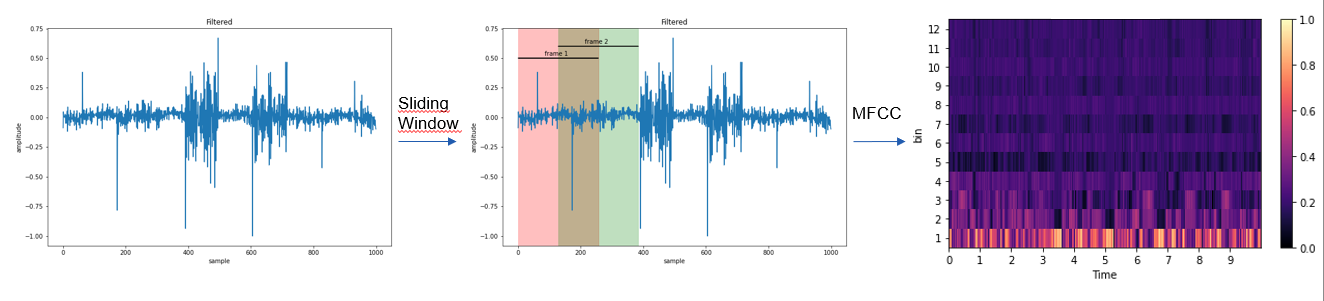 Filtered
0.75
0.50
0.25
0.00
-0.25
-0.50
-0.75
-1.00
amplitude
0 200 400 600 800 1000
sample
Sliding
Window
Filtered
0.75
0.50
0.25
0.00
-0.25
-0.50
-0.75
-1.00
amplitude
frame 2
frame 1
0 200 400 600 800 1000
sample
MFCC
12
11
10
9
8
7
6
5
4
3
2
1
bin
0 1 2 3 4 5 6 7 8 9
Time
1.0
0.8
0.6
0.4
0.2
0.0